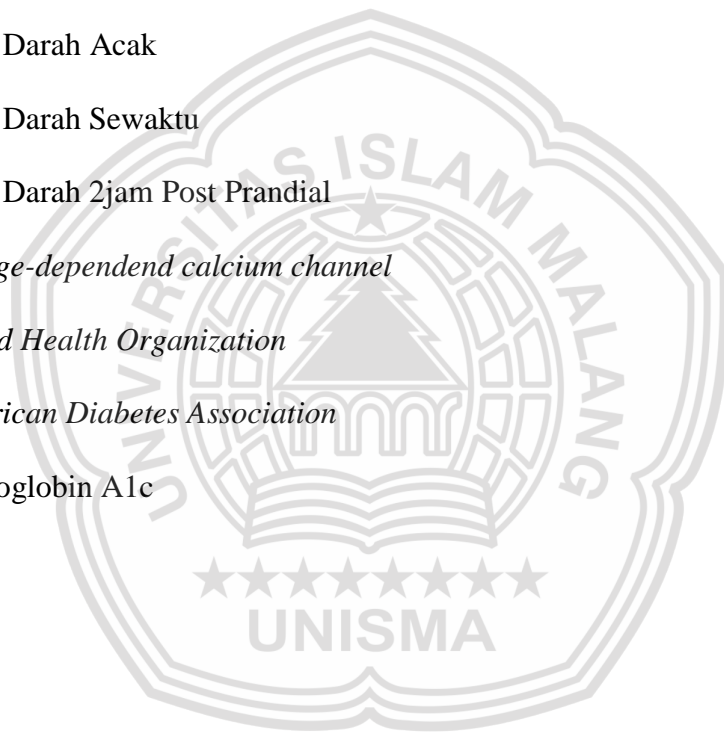 Darah Acak
Darah Sewaktu
Darah 2jam Post Prandial
ge-dependend calcium channel
d Health Organization
rican Diabetes Association
oglobin A1c
UNIVERSITAS ISLAM MALANG
UNISMA